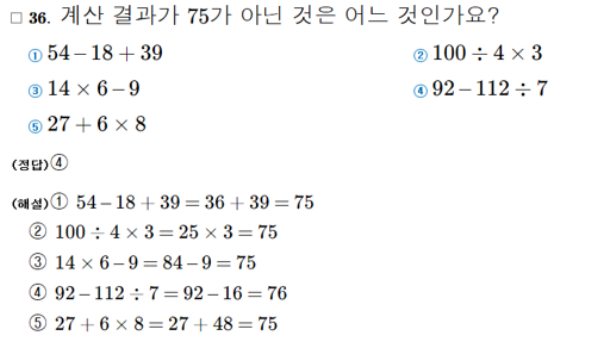 □ 36. 계산 결과가 75가 아닌 것은 어느 것인가요?
① 54 – 18 + 39 ② 100 ÷ 4 × 3
③ 14 × 6 – 9 ④ 92 – 112 ÷ 7
⑤ 27 + 6 × 8
(정답)④
(해설)① 54 – 18 + 39 = 36 + 39 = 75
② 100 ÷ 4 × 3 = 25 × 3 = 75
③ 14 × 6 – 9 = 84 – 9 = 75
④ 92 – 112 ÷ 7 = 92 – 16 = 76
⑤ 27 + 6 × 8 = 27 + 48 = 75